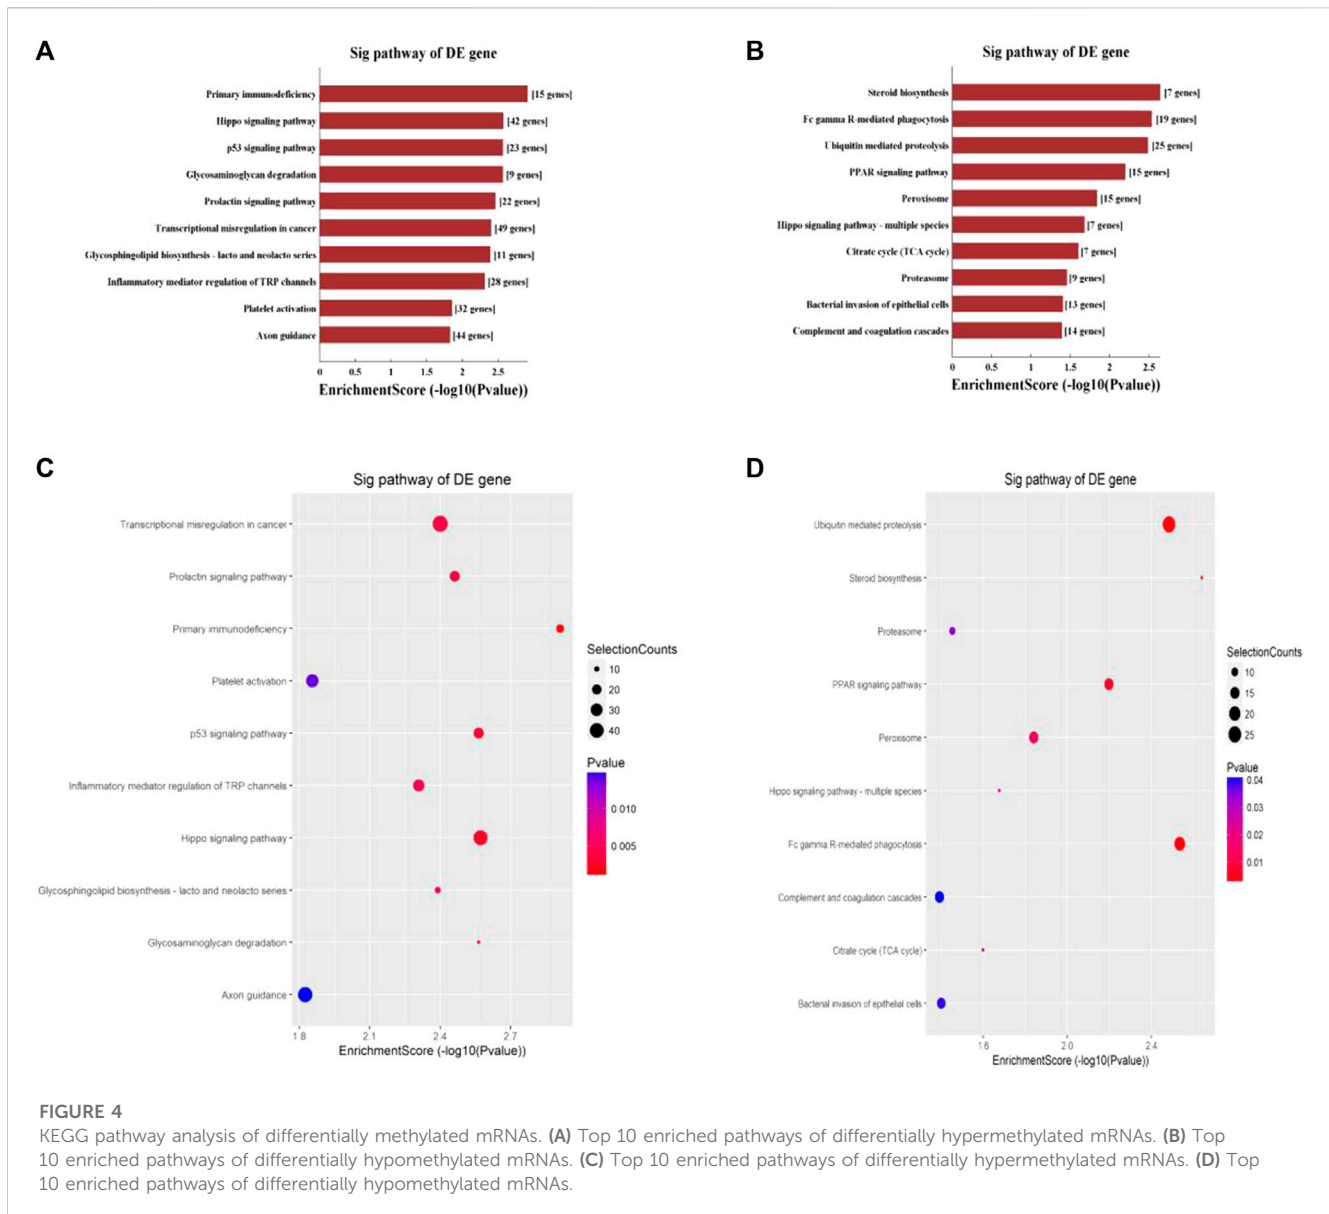 A
Sig pathway of DE gene
Primary immunodeficiency [15 genes]
Hippo signaling pathway [42 genes]
p53 signaling pathway [23 genes]
Glycosaminoglycan degradation [9 genes]
Prolactin signaling pathway [22 genes]
Transcriptional misregulation in cancer [49 genes]
Glycosphingolipid biosynthesis - lacto and neolacto series [11 genes]
Inflammatory mediator regulation of TRP channels [28 genes]
Platelet activation [32 genes]
Axon guidance [44 genes]
0 0.5 1 1.5 2 2.5
EnrichmentScore (-log10(Pvalue))
B
Sig pathway of DE gene
Steroid biosynthesis [7 genes]
Fc gamma R-mediated phagocytosis [19 genes]
Ubiquitin mediated proteolysis [25 genes]
PPAR signaling pathway [15 genes]
Peroxisome [15 genes]
Hippo signaling pathway - multiple species [7 genes]
Citrate cycle (TCA cycle) [7 genes]
Proteasome [9 genes]
Bacterial invasion of epithelial cells [13 genes]
Complement and coagulation cascades [14 genes]
0 0.5 1 1.5 2 2.5
EnrichmentScore (-log10(Pvalue))
C
Sig pathway of DE gene
Transcriptional misregulation in cancer
Prolactin signaling pathway
Primary immunodeficiency
Platelet activation
p53 signaling pathway
Inflammatory mediator regulation of TRP channels
Hippo signaling pathway
Glycosphingolipid biosynthesis - lacto and neolacto series
Glycosaminoglycan degradation
Axon guidance
1.8 2.1 2.4 2.7
EnrichmentScore (-log10(Pvalue))
SelectionCounts
10
20
30
40
Pvalue
0.010
0.005
D
Sig pathway of DE gene
Ubiquitin mediated proteolysis
Steroid biosynthesis
Proteasome
PPAR signaling pathway
Peroxisome
Hippo signaling pathway - multiple species
Fc gamma R-mediated phagocytosis
Complement and coagulation cascades
Citrate cycle (TCA cycle)
Bacterial invasion of epithelial cells
1.6 2.0 2.4
EnrichmentScore (-log10(Pvalue))
SelectionCounts
10
15
20
25
Pvalue
0.04
0.03
0.02
0.01
FIGURE 4
KEGG pathway analysis of differentially methylated mRNAs. (A) Top 10 enriched pathways of differentially hypermethylated mRNAs. (B) Top
10 enriched pathways of differentially hypomethylated mRNAs. (C) Top 10 enriched pathways of differentially hypermethylated mRNAs. (D) Top
10 enriched pathways of differentially hypomethylated mRNAs.